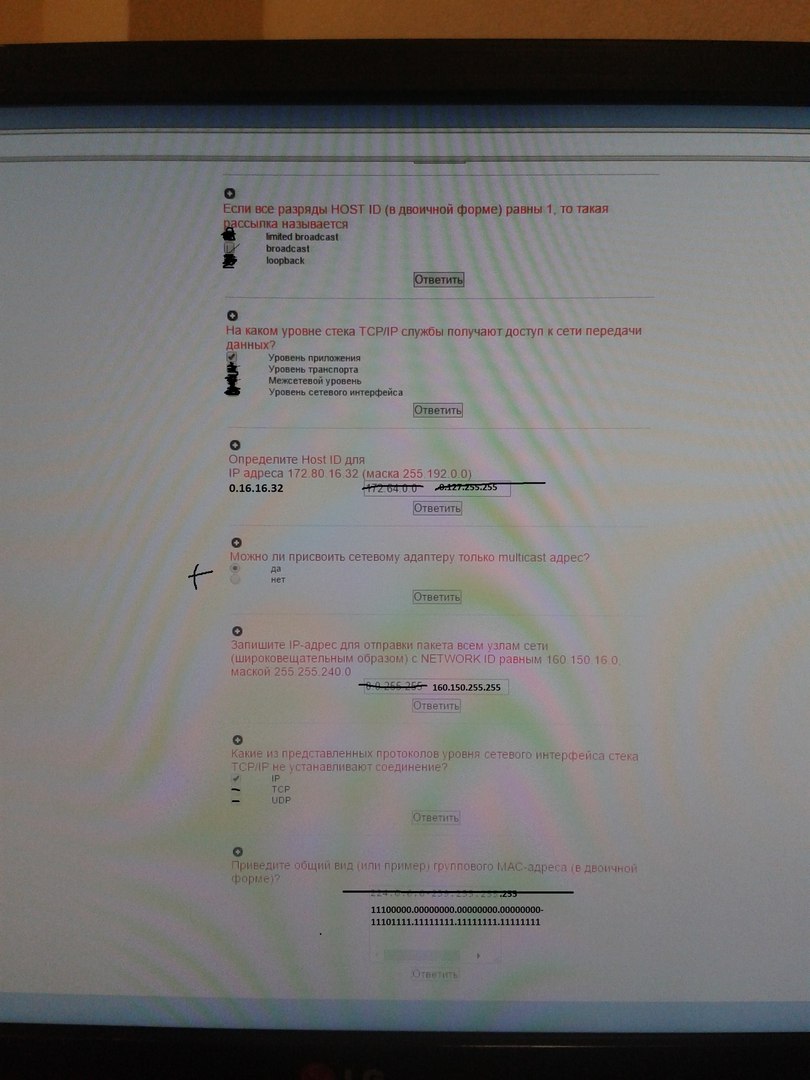 Если все разряды HOST ID (в двоичной форме) равны 1, то такая
рассылка называется
limited broadcast
broadcast
loopback
Ответить
На каком уровне стека TCP/IP службы получают доступ к сети передачи
данных?
Уровень приложения
Уровень транспорта
Межсетевой уровень
Уровень сетевого интерфейса
Ответить
Определите Host ID для
IP адреса 172.80.16.32 (маска 255.192.0.0)
0.16.16.32 172.64.0.0 0.127.255.255
Ответить
Можно ли присвоить сетевому адаптеру только multicast адрес?
да
нет
Ответить
Запишите IP-адрес для отправки пакета всем узлам сети
(широковещательным образом) с NETWORK ID равным 160.150.16.0,
маской 255.255.240.0
0.0.255.255 160.150.255.255
Ответить
Какие из представленных протоколов уровня сетевого интерфейса стека
TCP/IP не устанавливают соединение?
IP
TCP
UDP
Ответить
Приведите общий вид (или пример) группового MAC-адреса (в двоичной
форме)?
.255
11100000.00000000.00000000.00000000-
11101111.11111111.11111111.11111111
Ответить
LG